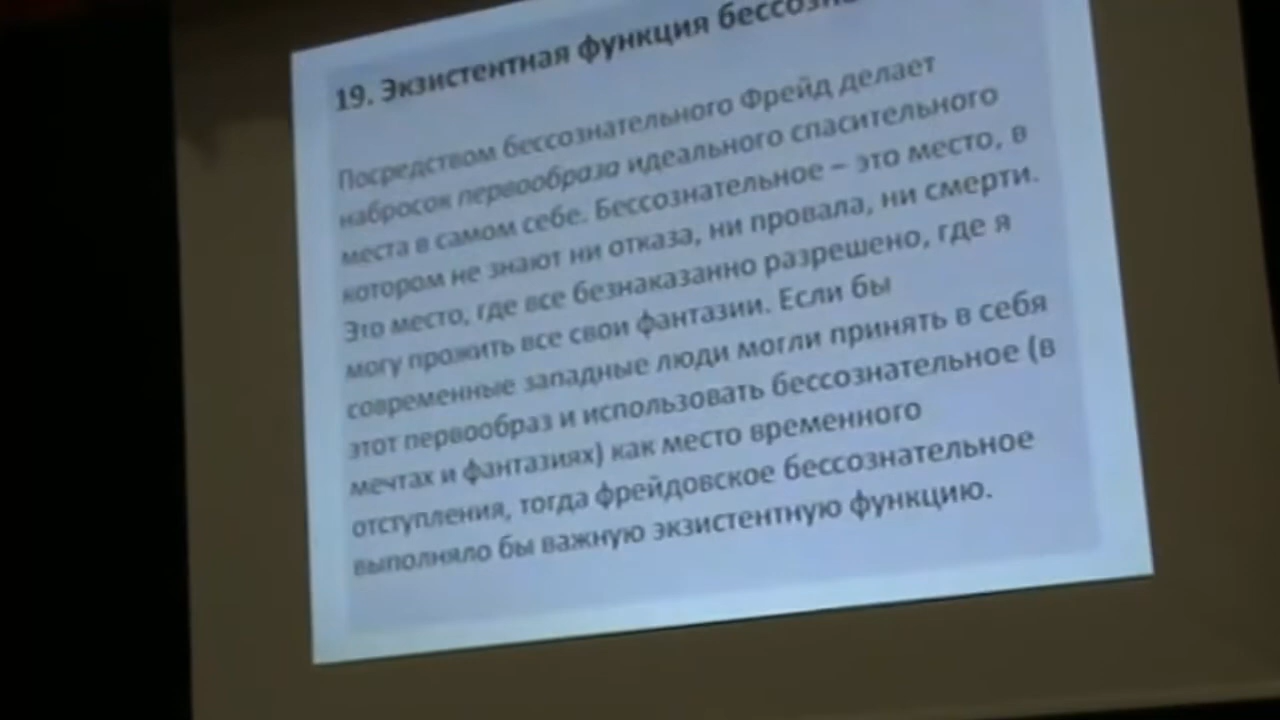 19. Экзистентная функция
Посредством бессознательного Фрейд делает
набросок первообраза идеального спасительного
места в самом себе. Бессознательное – это место, в
котором не знают ни отказа, ни провала, ни смерти.
Это место, где все безнаказанно разрешено, где я
могу прожить все свои фантазии. Если бы
современные западные люди могли принять в себя
этот первообраз и использовать бессознательное (в
мечтах и фантазиях) как место временного
отступления, тогда фрейдовское бессознательное
выполняло бы важную экзистентную функцию.